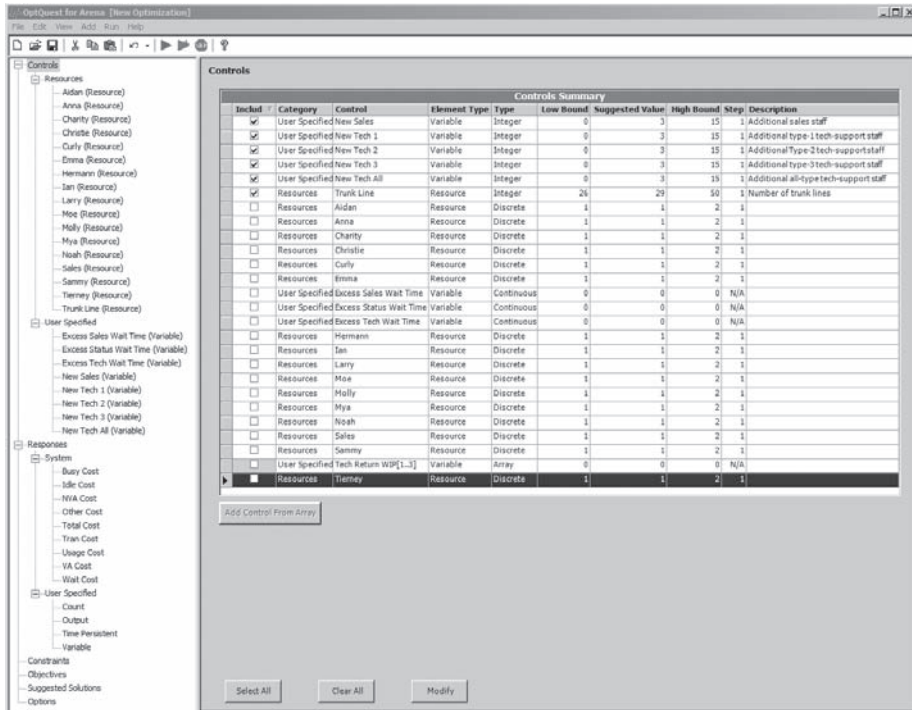 OptQuest for Arena [New Optimization]
File Edit View Add Run Help
Controls
Resources
Aidan (Resource)
Anna (Resource)
Charity (Resource)
Christie (Resource)
Curly (Resource)
Emma (Resource)
Hermann (Resource)
Ian (Resource)
Larry (Resource)
Moe (Resource)
Molly (Resource)
Mya (Resource)
Noah (Resource)
Sales (Resource)
Sammy (Resource)
Tierney (Resource)
Trunk Line (Resource)
User Specified
Excess Sales Wait Time (Variable)
Excess Status Wait Time (Variable)
Excess Tech Wait Time (Variable)
New Sales (Variable)
New Tech 1 (Variable)
New Tech 2 (Variable)
New Tech 3 (Variable)
New Tech All (Variable)
Responses
System
Busy Cost
Idle Cost
NVA Cost
Other Cost
Total Cost
Tran Cost
Usage Cost
VA Cost
Wait Cost
User Specified
Count
Output
Time Persistent
Variable
Constraints
Objectives
Suggested Solutions
Options
Controls
Controls Summary
Includ Category Control Element Type Type Low Bound Suggested Value High Bound Step Description
User Specified New Sales Variable Integer 0 3 15 1 Additional sales staff
User Specified New Tech 1 Variable Integer 0 3 15 1 Additional type-1 tech-support staff
User Specified New Tech 2 Variable Integer 0 3 15 1 Additional Type-2 tech-support staff
User Specified New Tech 3 Variable Integer 0 3 15 1 Additional type-3 tech-support staff
User Specified New Tech All Variable Integer 0 3 15 1 Additional all-type tech-support staff
Resources Trunk Line Resource Integer 26 29 50 1 Number of trunk lines
Resources Aidan Resource Discrete 1 1 2 1
Resources Anna Resource Discrete 1 1 2 1
Resources Charity Resource Discrete 1 1 2 1
Resources Christie Resource Discrete 1 1 2 1
Resources Curly Resource Discrete 1 1 2 1
Resources Emma Resource Discrete 1 1 2 1
User Specified Excess Sales Wait Time Variable Continuous 0 0 0 N/A
User Specified Excess Status Wait Time Variable Continuous 0 0 0 N/A
User Specified Excess Tech Wait Time Variable Continuous 0 0 0 N/A
Resources Hermann Resource Discrete 1 1 2 1
Resources Ian Resource Discrete 1 1 2 1
Resources Larry Resource Discrete 1 1 2 1
Resources Moe Resource Discrete 1 1 2 1
Resources Molly Resource Discrete 1 1 2 1
Resources Mya Resource Discrete 1 1 2 1
Resources Noah Resource Discrete 1 1 2 1
Resources Sales Resource Discrete 1 1 2 1
Resources Sammy Resource Discrete 1 1 2 1
User Specified Tech Return WIP[1..3] Variable Array 0 0 0 N/A
Resources Tierney Resource Discrete 1 1 2 1
Add Control From Array
Select All Clear All Modify